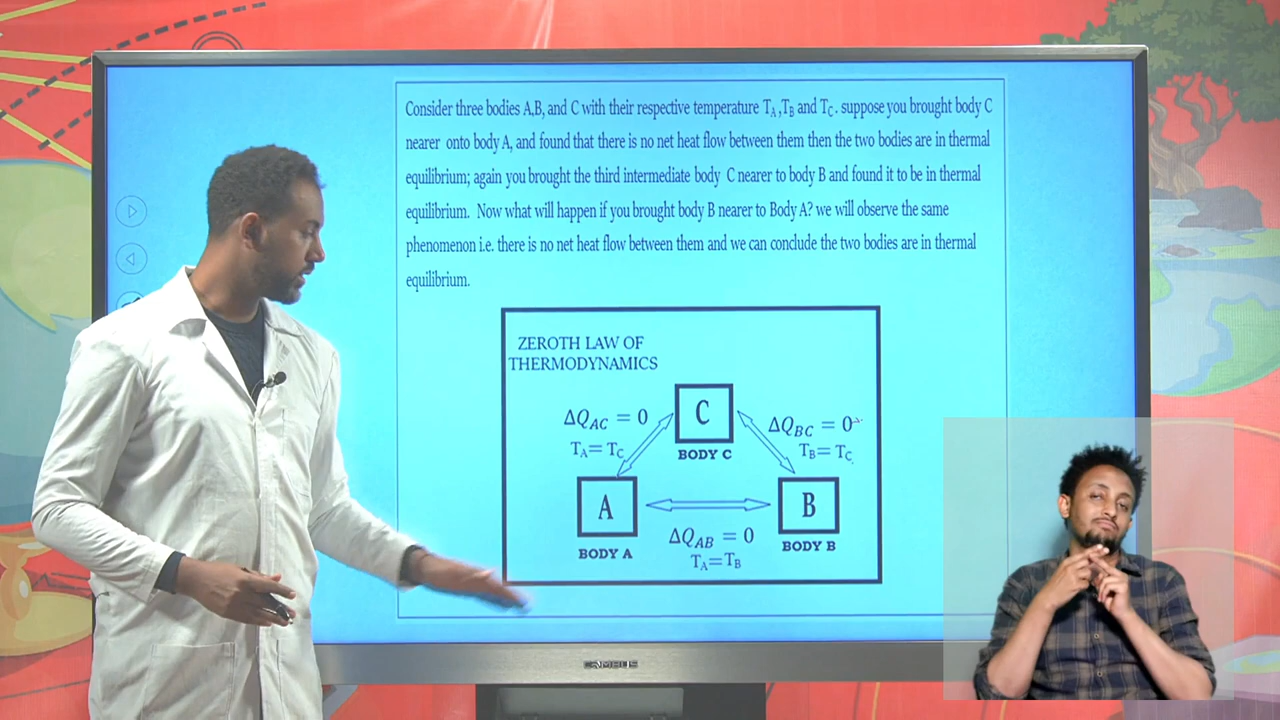 Consider three bodies A,B, and C with their respective temperature T_A ,T_B and T_C . suppose you brought body C
nearer onto body A, and found that there is no net heat flow between them then the two bodies are in thermal
equilibrium; again you brought the third intermediate body C nearer to body B and found it to be in thermal
equilibrium. Now what will happen if you brought body B nearer to Body A? we will observe the same
phenomenon i.e. there is no net heat flow between them and we can conclude the two bodies are in thermal
equilibrium.
ZEROTH LAW OF
THERMODYNAMICS
C
BODY C
ΔQ_AC = 0
T_A= T_C
ΔQ_BC = 0
T_B= T_C
A
BODY A
B
BODY B
ΔQ_AB = 0
T_A=T_B